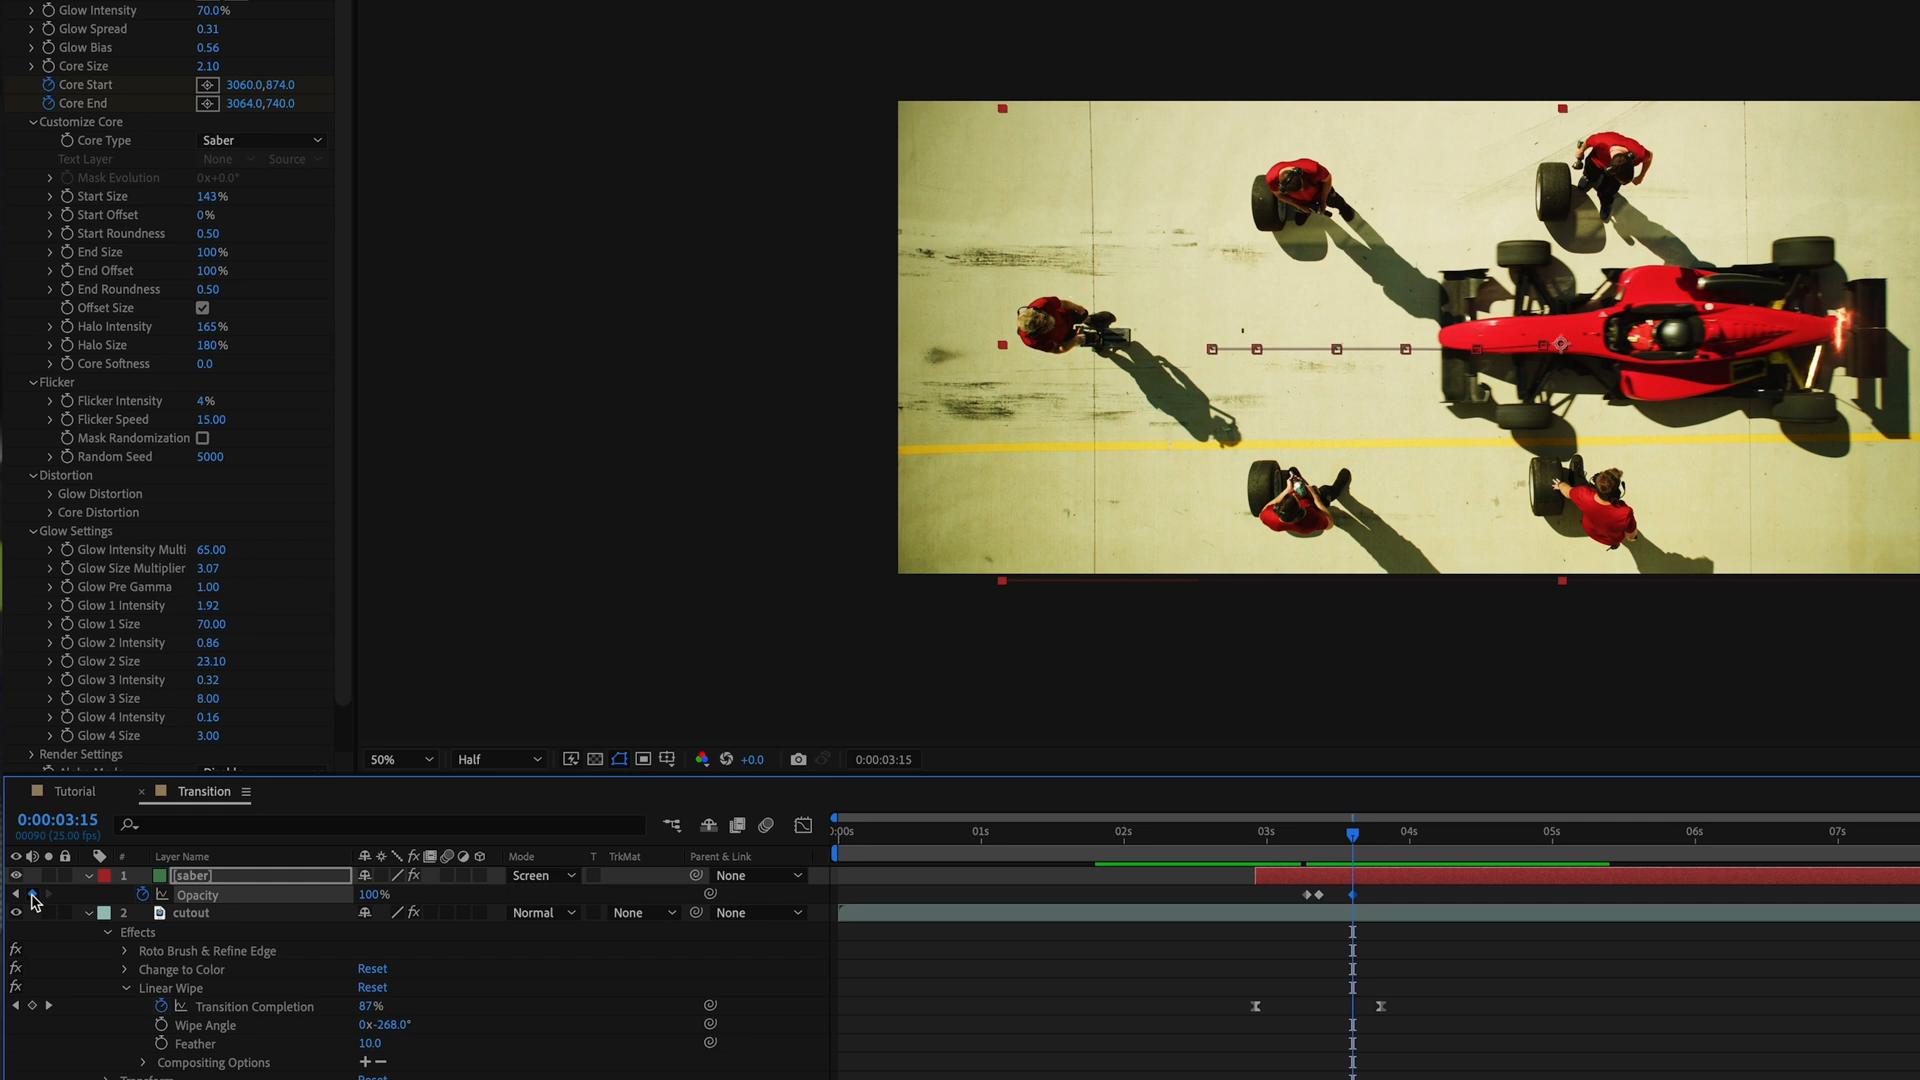 Glow Intensity 70.0%
Glow Spread 0.31
Glow Bias 0.56
Core Size 2.10
Core Start 3060.0,874.0
Core End 3064.0,740.0
Customize Core
Core Type Saber
Text Layer None Source
Mask Evolution 0x+0.0°
Start Size 143%
Start Offset 0%
Start Roundness 0.50
End Size 100%
End Offset 100%
End Roundness 0.50
Offset Size
Halo Intensity 165%
Halo Size 180%
Core Softness 0.0
Flicker
Flicker Intensity 4%
Flicker Speed 15.00
Mask Randomization
Random Seed 5000
Distortion
Glow Distortion
Core Distortion
Glow Settings
Glow Intensity Multi 65.00
Glow Size Multiplier 3.07
Glow Pre Gamma 1.00
Glow 1 Intensity 1.92
Glow 1 Size 70.00
Glow 2 Intensity 0.86
Glow 2 Size 23.10
Glow 3 Intensity 0.32
Glow 3 Size 8.00
Glow 4 Intensity 0.16
Glow 4 Size 3.00
Render Settings
50% Half +0.0 0:00:03:15
Tutorial × Transition
0:00:03:15
00090 (25.00 fps)
:00s 01s 02s 03s 04s 05s 06s 07s
# Layer Name fx Mode T TrkMat Parent & Link
1 [saber] fx Screen None
Opacity 100%
2 cutout fx Normal None None
Effects
fx Roto Brush & Refine Edge
fx Change to Color Reset
fx Linear Wipe Reset
Transition Completion 87%
Wipe Angle 0x-268.0°
Feather 10.0
Compositing Options +−